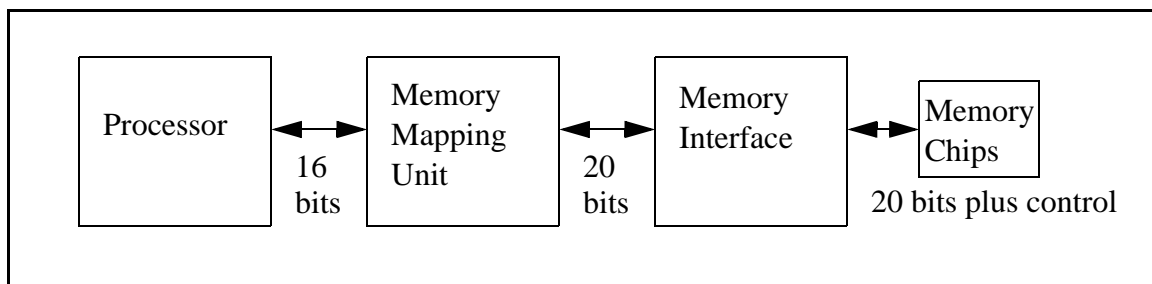 Processor
16
bits
Memory
Mapping
Unit
20
bits
Memory
Interface
Memory
Chips
20 bits plus control